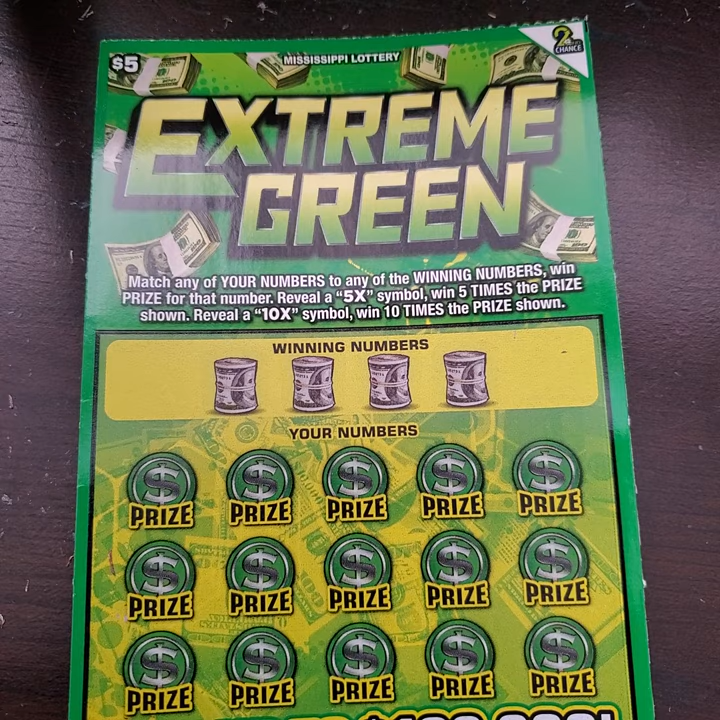 $5
MISSISSIPPI LOTTERY
2nd CHANCE
EXTREME
GREEN
Match any of YOUR NUMBERS to any of the WINNING NUMBERS, win
PRIZE for that number. Reveal a “5X” symbol, win 5 TIMES the PRIZE
shown. Reveal a “10X” symbol, win 10 TIMES the PRIZE shown.
WINNING NUMBERS
YOUR NUMBERS
PRIZE PRIZE PRIZE PRIZE PRIZE
PRIZE PRIZE PRIZE PRIZE PRIZE
PRIZE PRIZE PRIZE PRIZE PRIZE